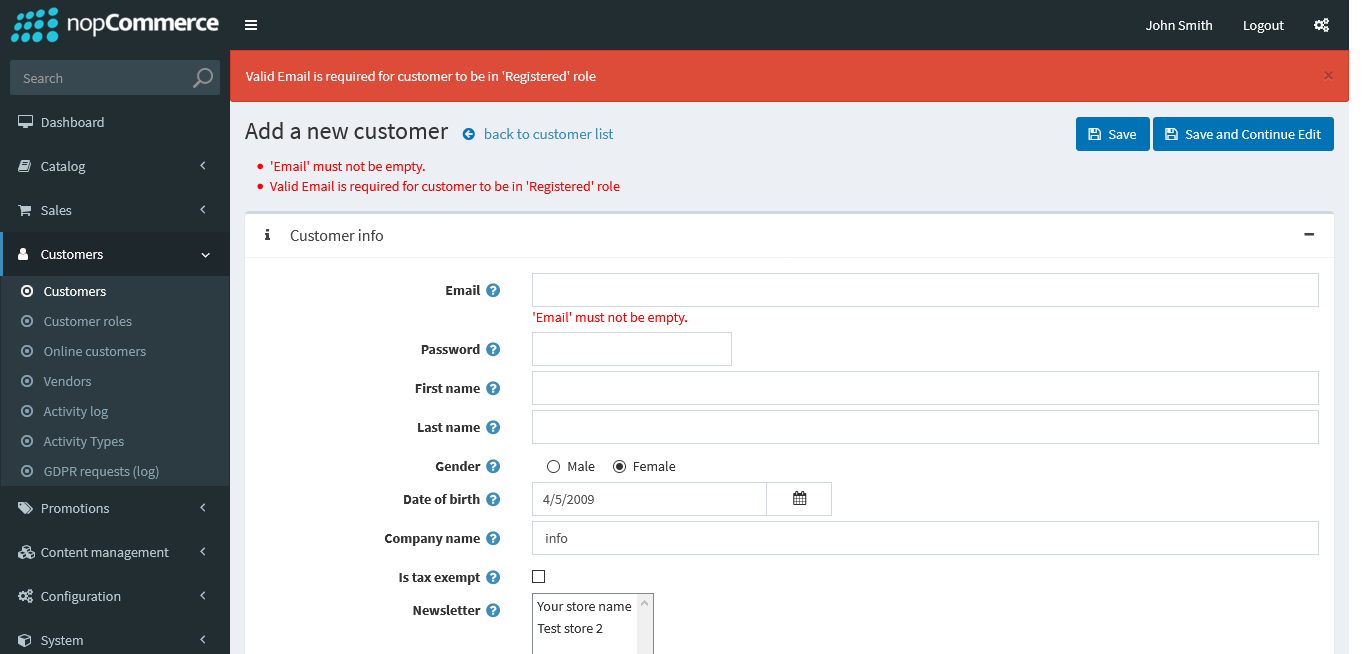 nopCommerce
John Smith
Logout
Search
Valid Email is required for customer to be in 'Registered' role
×
Dashboard
Catalog
Sales
Customers
Customers
Customer roles
Online customers
Vendors
Activity log
Activity Types
GDPR requests (log)
Promotions
Content management
Configuration
System
Add a new customer
back to customer list
Save
Save and Continue Edit
'Email' must not be empty.
Valid Email is required for customer to be in 'Registered' role
Customer info
Email
'Email' must not be empty.
Password
First name
Last name
Gender
Male
Female
Date of birth
4/5/2009
Company name
info
Is tax exempt
Newsletter
Your store name
Test store 2